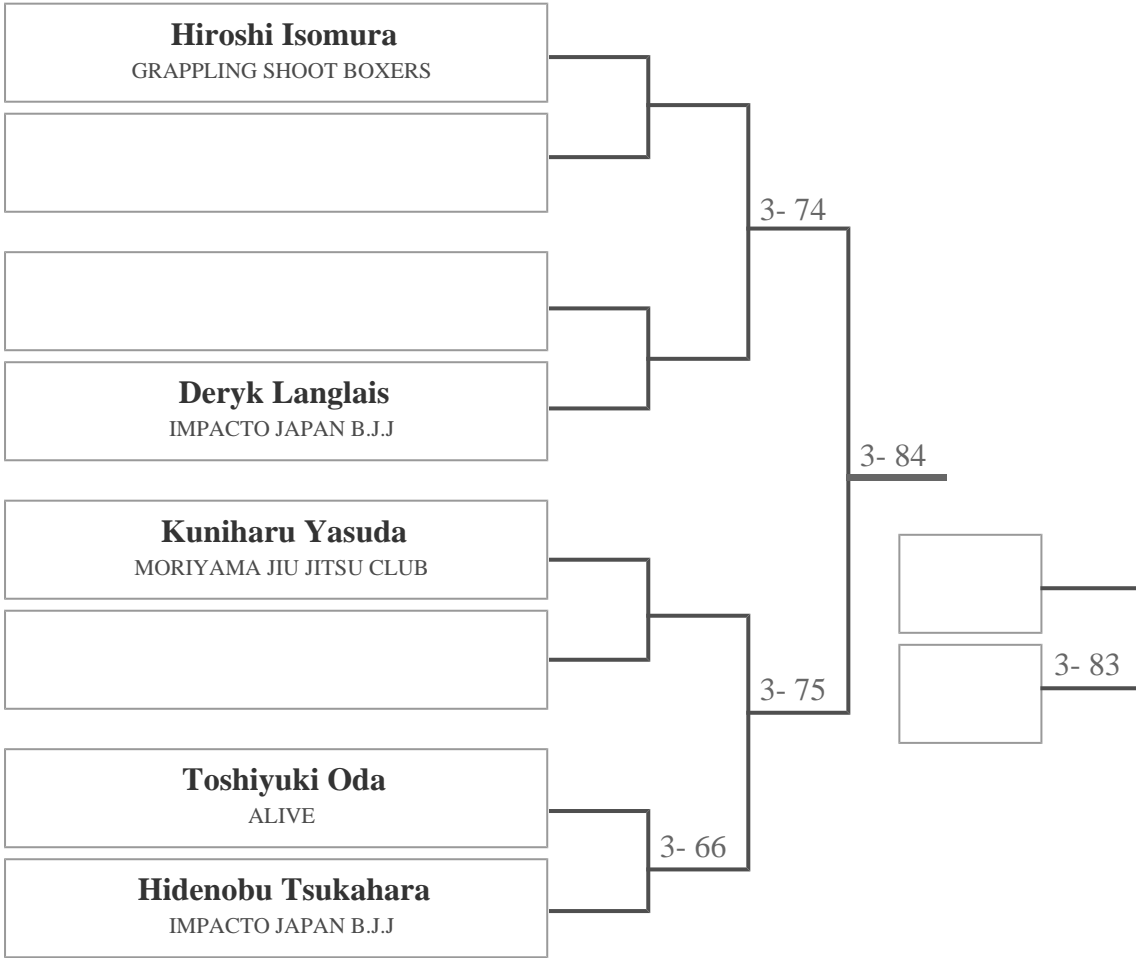 Hiroshi Isomura
GRAPPLING SHOOT BOXERS
3- 74
Deryk Langlais
IMPACTO JAPAN B.J.J
3- 84
Kuniharu Yasuda
MORIYAMA JIU JITSU CLUB
3- 83
3- 75
Toshiyuki Oda
ALIVE
3- 66
Hidenobu Tsukahara
IMPACTO JAPAN B.J.J